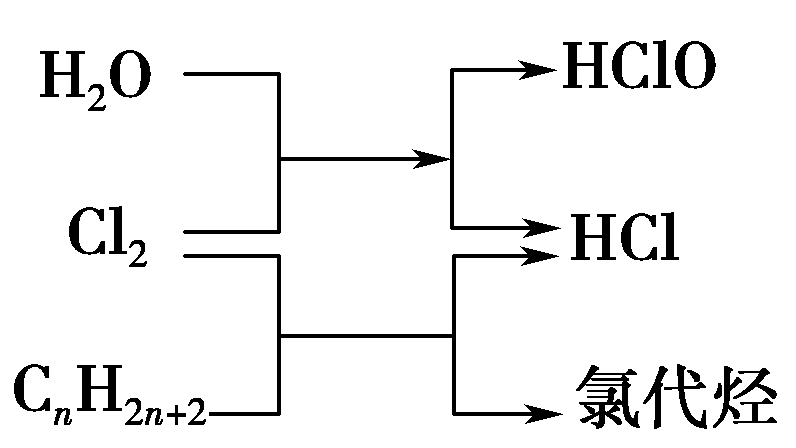 H₂O
HClO
Cl₂
HCl
CₙH₂ₙ₊₂
氯代烃